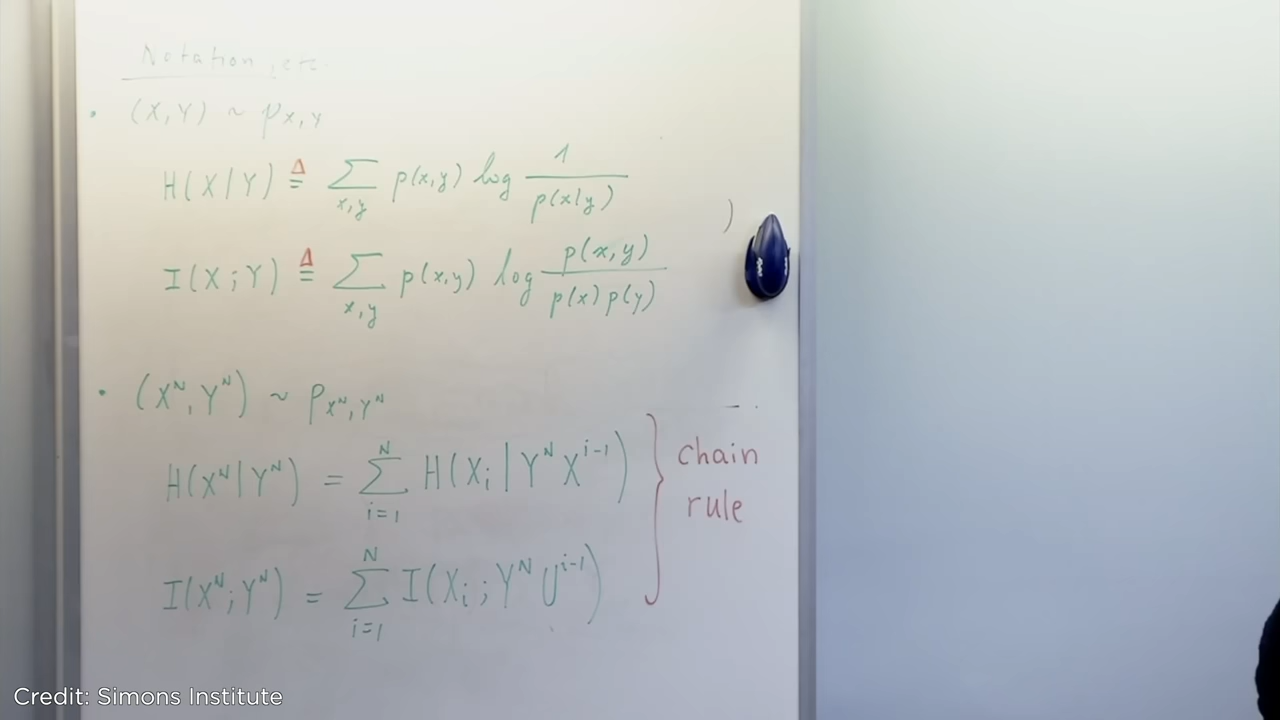 Notation, etc.
• (X,Y) ~ p_{X,Y}
H(X|Y) ≜ Σ_{x,y} p(x,y) log 1/p(x|y)
)
I(X;Y) ≜ Σ_{x,y} p(x,y) log p(x,y)/p(x)p(y)
• (X^N,Y^N) ~ p_{X^N,Y^N}
H(X^N|Y^N) = Σ_{i=1}^{N} H(X_i|Y^N X^{i-1})
} chain
rule
I(X^N;Y^N) = Σ_{i=1}^{N} I(X_i;Y^N U^{i-1})
Credit: Simons Institute